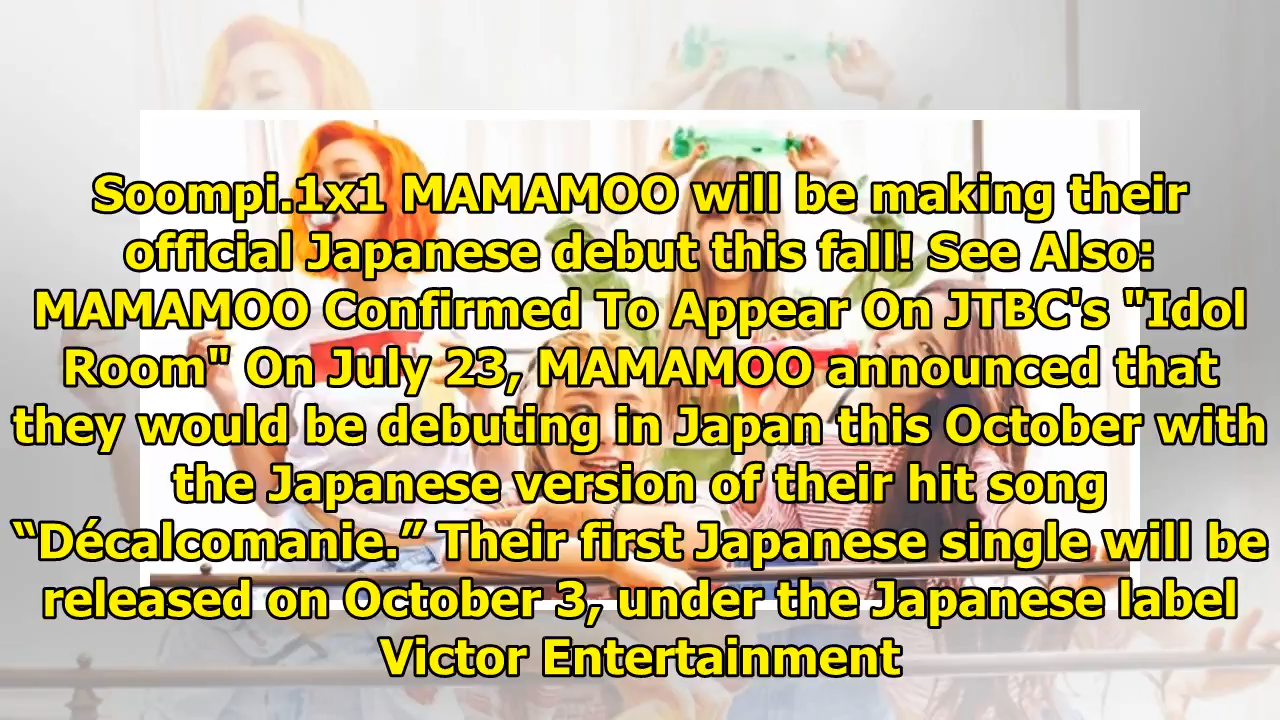 Soompi.1x1 MAMAMOO will be making their
official Japanese debut this fall! See Also:
MAMAMOO Confirmed To Appear On JTBC's "Idol
Room" On July 23, MAMAMOO announced that
they would be debuting in Japan this October with
the Japanese version of their hit song
“Décalcomanie.” Their first Japanese single will be
released on October 3, under the Japanese label
Victor Entertainment